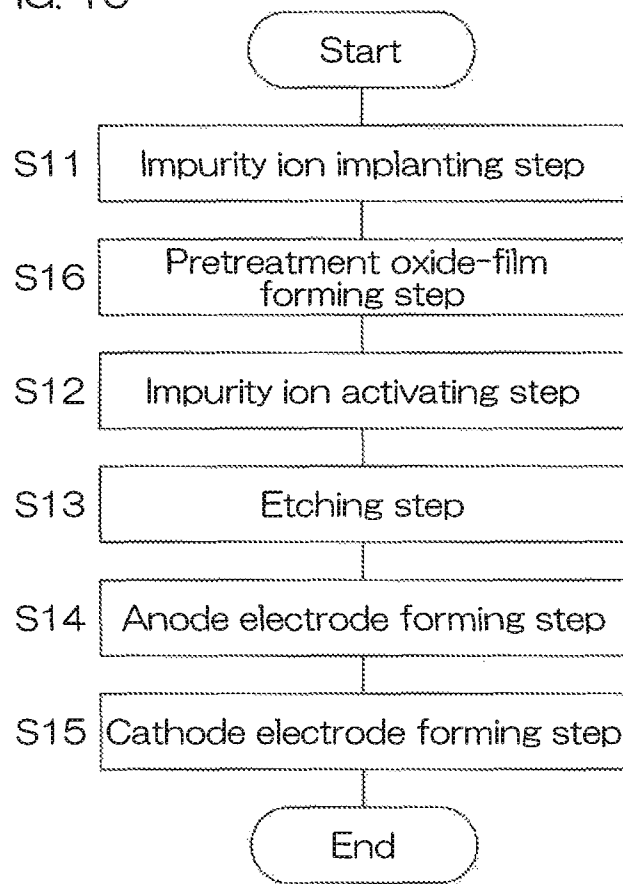 Start
S11 Impurity ion implanting step
S16 Pretreatment oxide-film
forming step
S12 Impurity ion activating step
S13 Etching step
S14 Anode electrode forming step
S15 Cathode electrode forming step
End